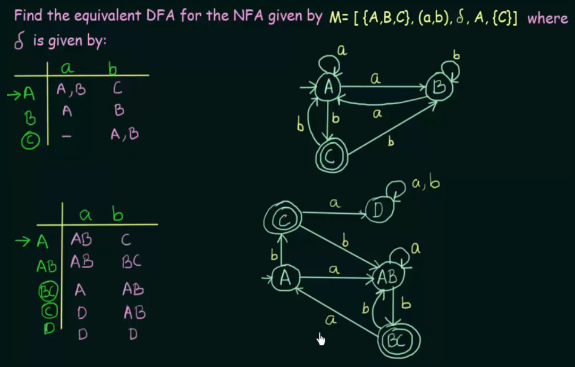 Find the equivalent DFA for the NFA given by M= [ {A,B,C}, (a,b), δ, A, {C}] where
δ is given by:
a b
→A A,B C
B A B
C – A,B
a
A
a
B
b
a
b
b
C
b
a b
→ A AB C
AB AB BC
BC A AB
C D AB
D D D
C
a
D
a, b
b
b
A
a
AB
a
b
b
a
BC